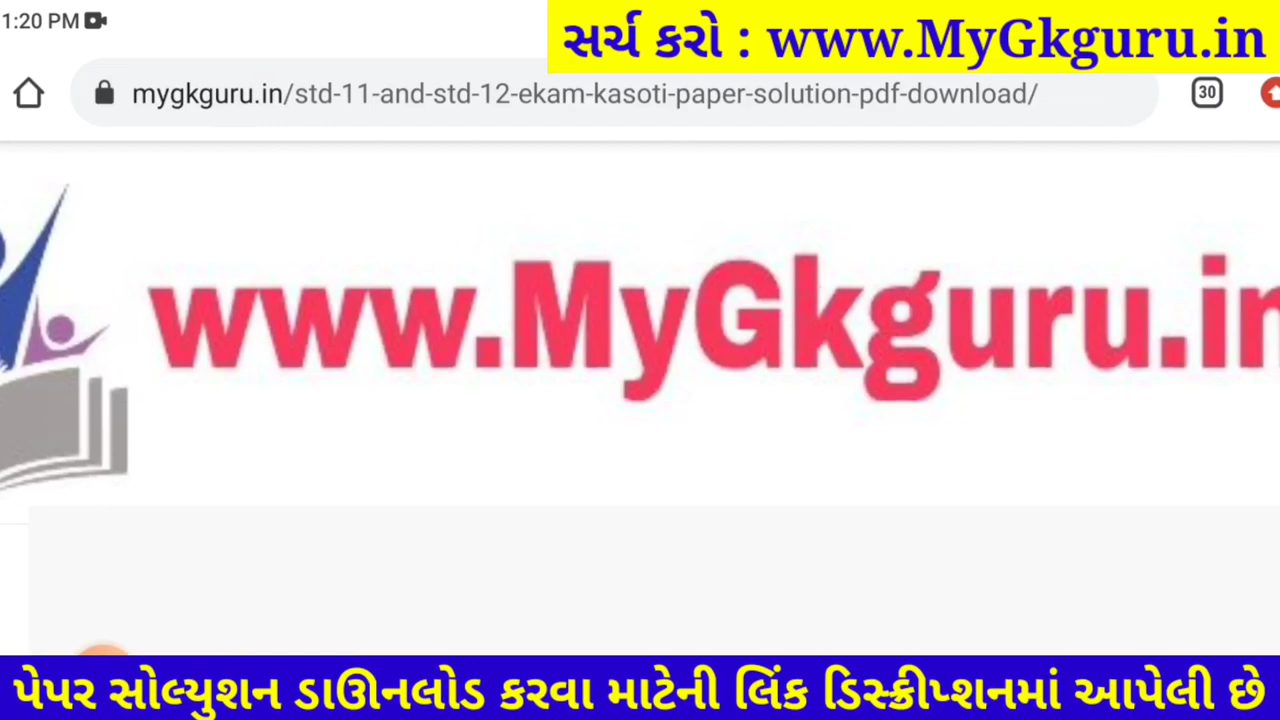 1:20 PM
સર્ચ કરો : www.MyGkguru.in
mygkguru.in/std-11-and-std-12-ekam-kasoti-paper-solution-pdf-download/
30
www.MyGkguru.in
પેપર સોલ્યુશન ડાઊનલોડ કરવા માટેની લિંક ડિસ્ક્રીપ્શનમાં આપેલી છે